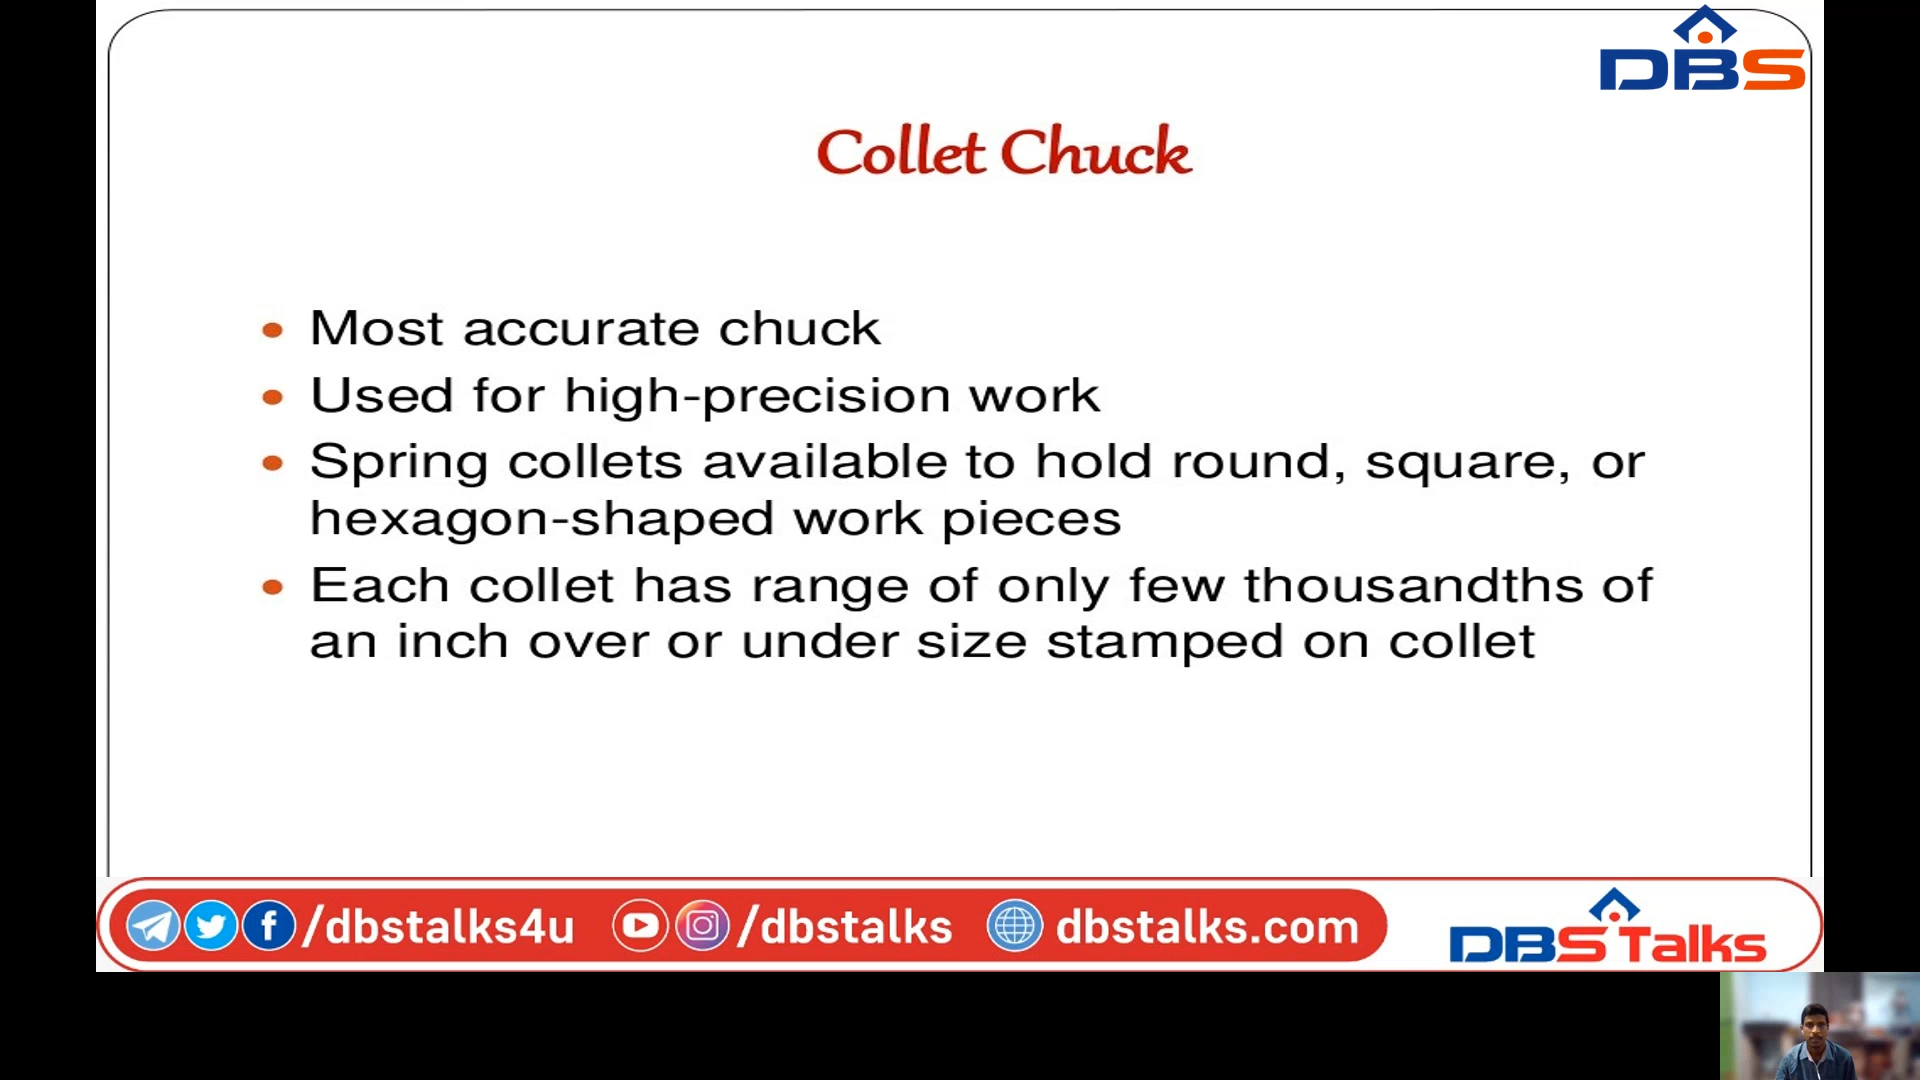 DBS
Collet Chuck
• Most accurate chuck
• Used for high-precision work
• Spring collets available to hold round, square, or
hexagon-shaped work pieces
• Each collet has range of only few thousandths of
an inch over or under size stamped on collet
/dbstalks4u /dbstalks dbstalks.com
DBS Talks